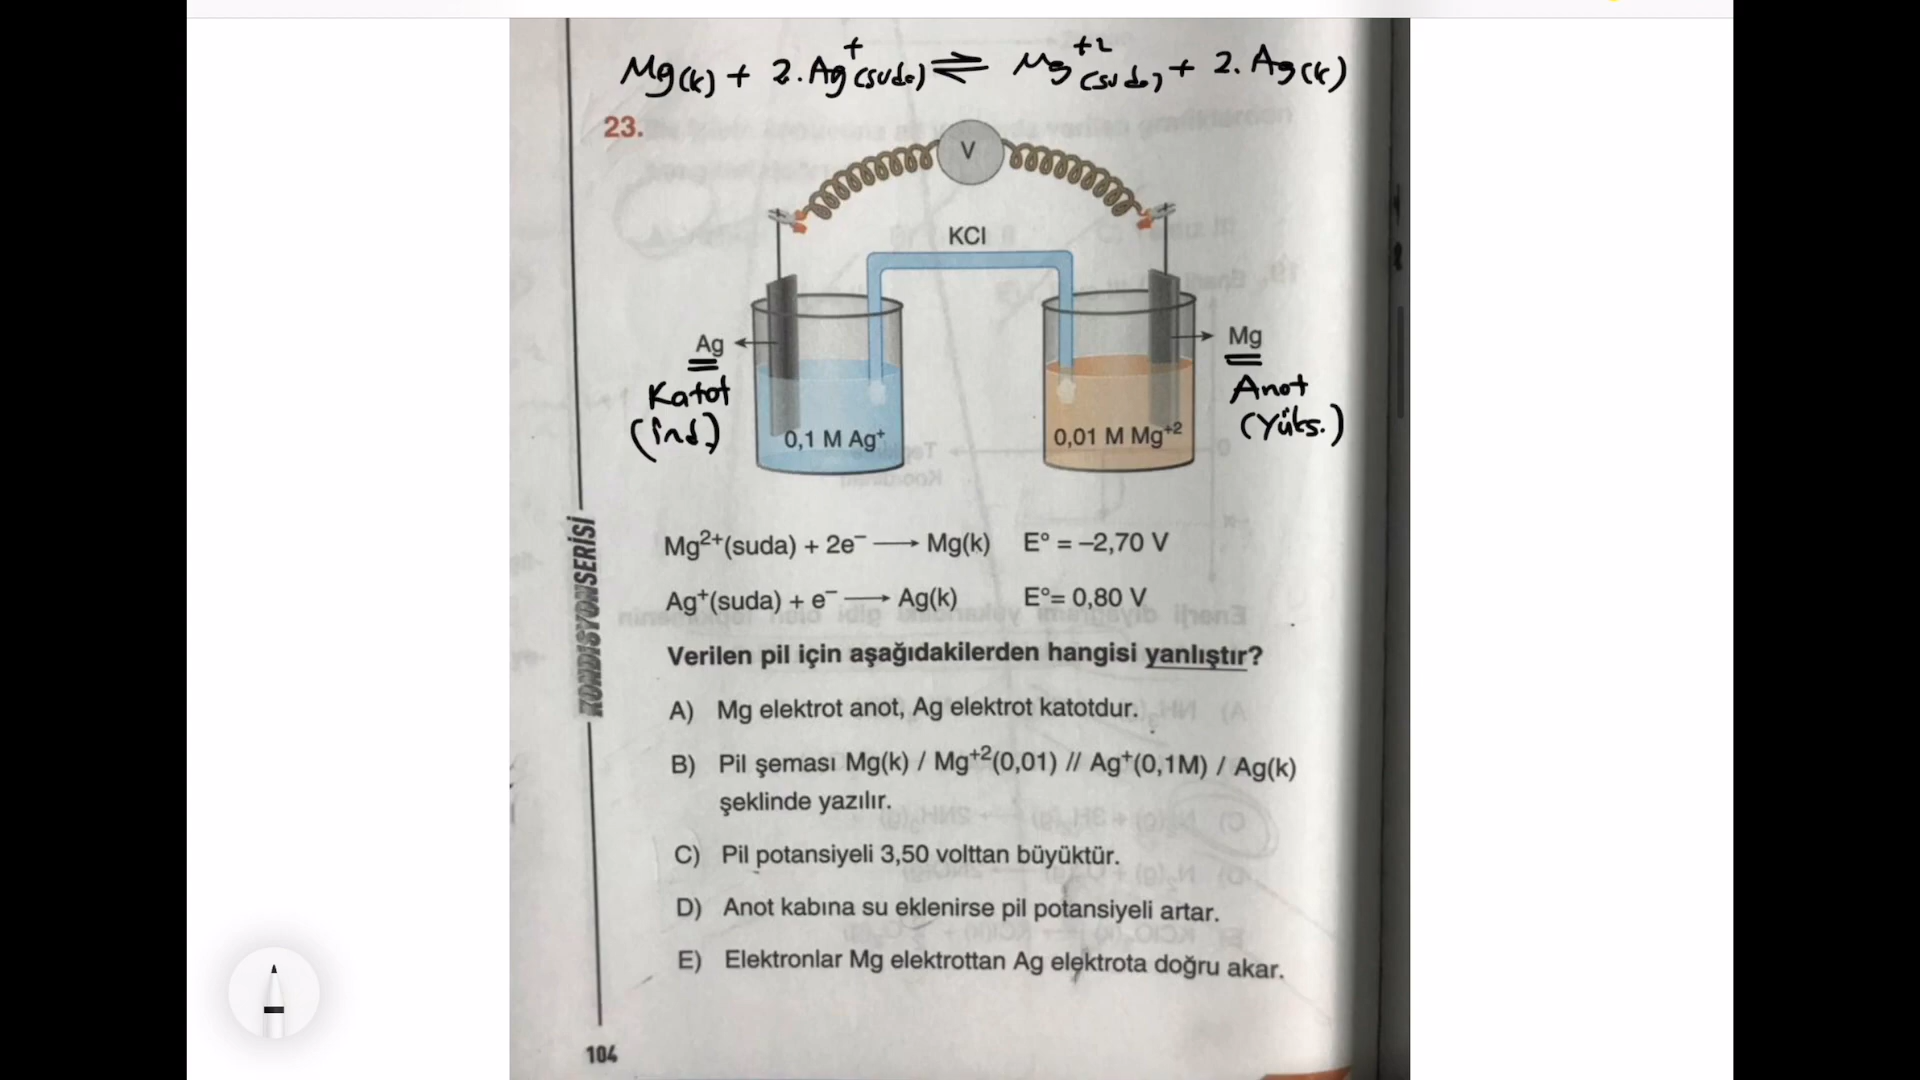 Mg(k) + 2.Ag⁺(suda) ⇌ Mg⁺²(suda) + 2.Ag(k)
23.
V
KCl
Ag
Mg
Katot
(ind.)
Anot
(Yüks.)
0,1 M Ag⁺
0,01 M Mg⁺²
Mg²⁺(suda) + 2e⁻ ⟶ Mg(k) E° = –2,70 V
Ag⁺(suda) + e⁻ ⟶ Ag(k) E°= 0,80 V
Verilen pil için aşağıdakilerden hangisi yanlıştır?
A) Mg elektrot anot, Ag elektrot katotdur.
B) Pil şeması Mg(k) / Mg⁺²(0,01) // Ag⁺(0,1M) / Ag(k)
şeklinde yazılır.
C) Pil potansiyeli 3,50 volttan büyüktür.
D) Anot kabına su eklenirse pil potansiyeli artar.
E) Elektronlar Mg elektrottan Ag elektrota doğru akar.
KONDİSYONSERİSİ
104